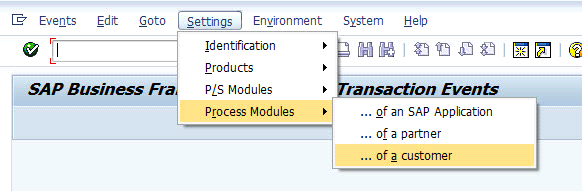 Events Edit Goto Settings Environment System Help
Identification
Products
P/S Modules
SAP Business Fra Transaction Events
Process Modules
... of an SAP Application
... of a partner
... of a customer